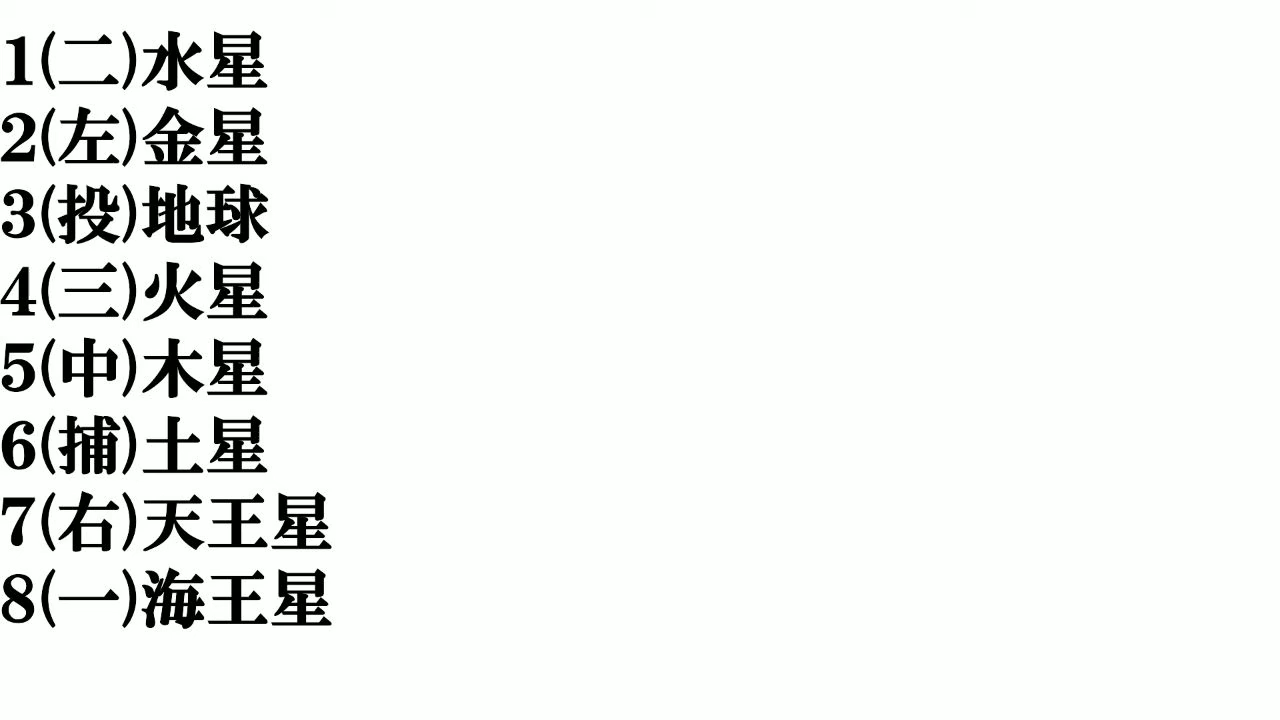 1(二)水星
2(左)金星
3(投)地球
4(三)火星
5(中)木星
6(捕)土星
7(右)天王星
8(一)海王星